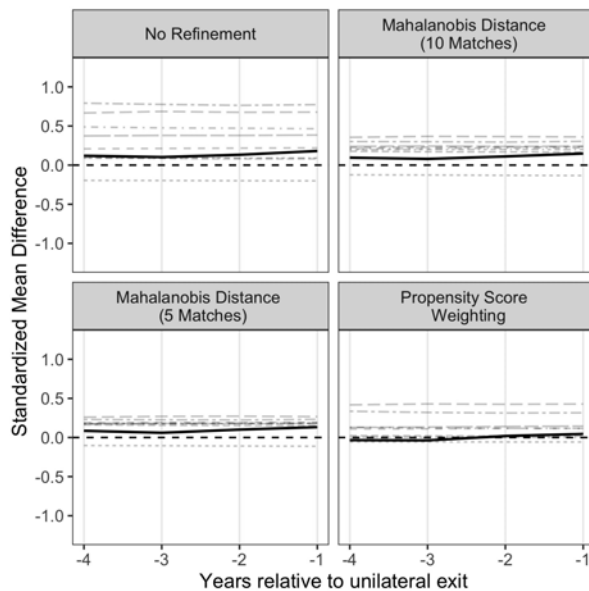 No Refinement
Mahalanobis Distance
(10 Matches)
1.0
0.5
0.0
-0.5
-1.0
Standardized Mean Difference
Mahalanobis Distance
(5 Matches)
Propensity Score
Weighting
1.0
0.5
0.0
-0.5
-1.0
-4
-3
-2
-1
-4
-3
-2
-1
Years relative to unilateral exit